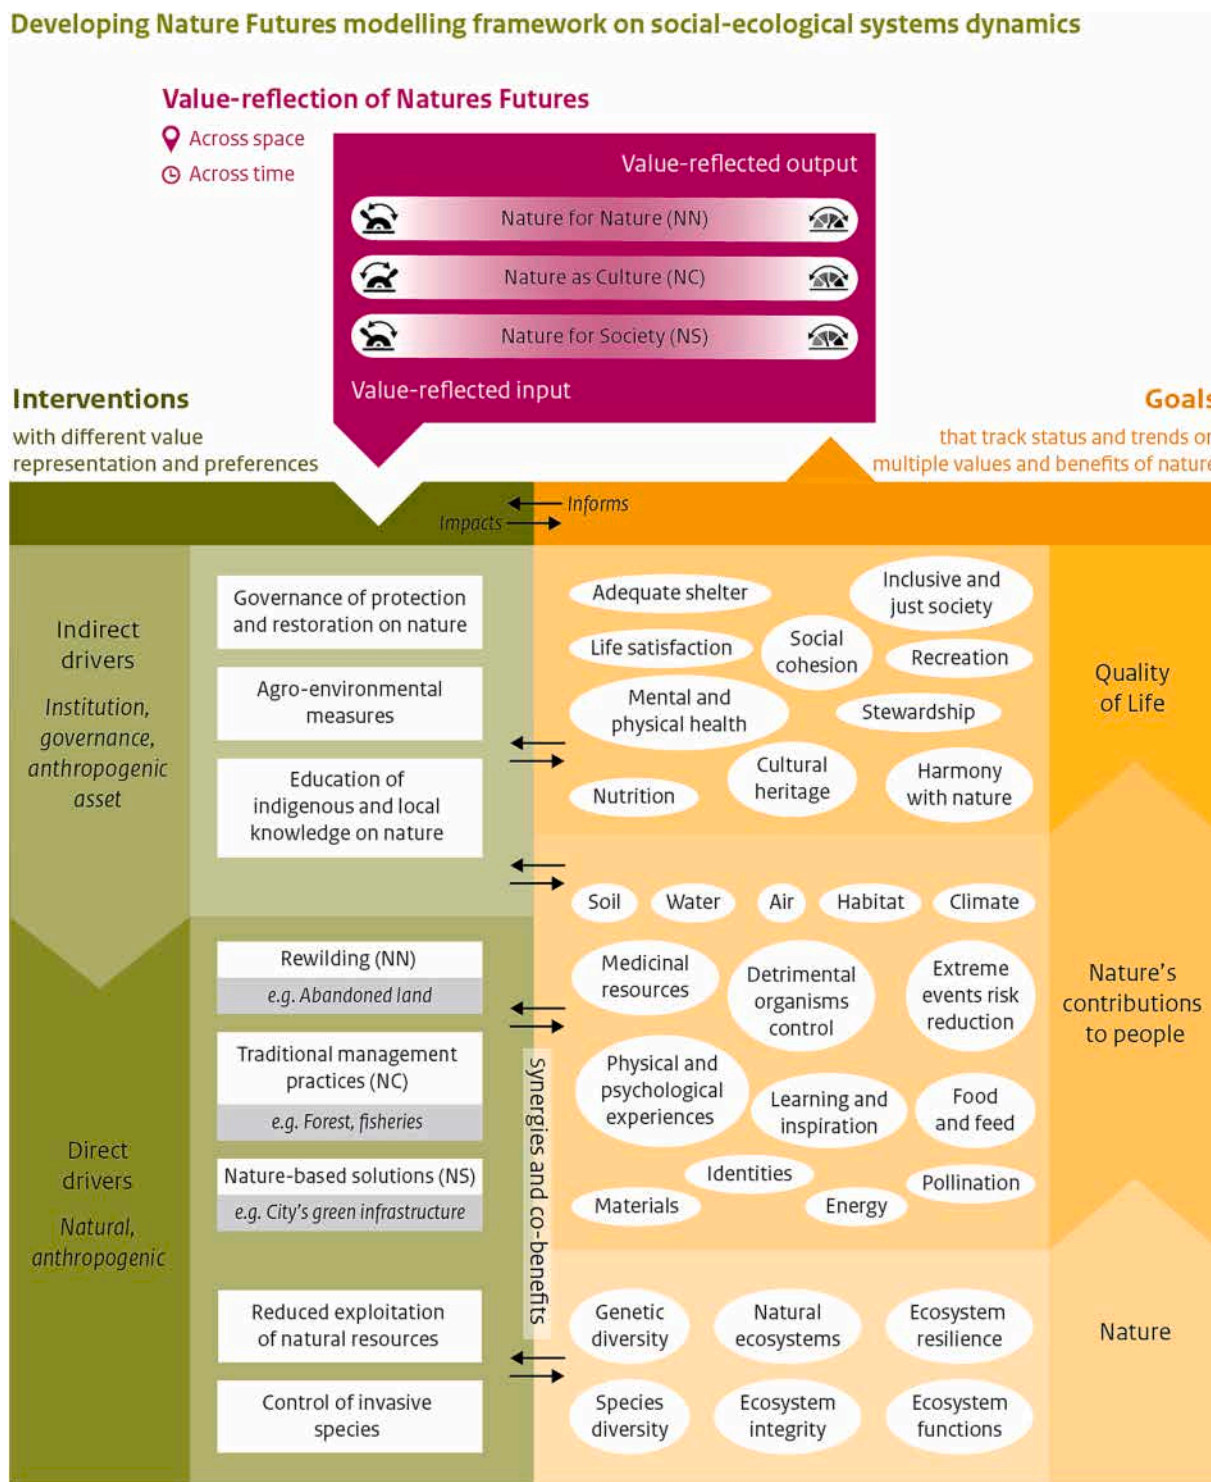 Developing Nature Futures modelling framework on social-ecological systems dynamics
Value-reflection of Natures Futures
Across space
Across time
Value-reflected output
Nature for Nature (NN)
Nature as Culture (NC)
Nature for Society (NS)
Value-reflected input
Interventions
with different value
representation and preferences
Goals
that track status and trends on
multiple values and benefits of nature
Informs
Impacts
Indirect
drivers
Institution,
governance,
anthropogenic
asset
Governance of protection
and restoration on nature
Agro-environmental
measures
Education of
indigenous and local
knowledge on nature
Direct
drivers
Natural,
anthropogenic
Rewilding (NN)
e.g. Abandoned land
Traditional management
practices (NC)
e.g. Forest, fisheries
Nature-based solutions (NS)
e.g. City's green infrastructure
Reduced exploitation
of natural resources
Control of invasive
species
Synergies and co-benefits
Adequate shelter
Inclusive and
just society
Life satisfaction
Social
cohesion
Recreation
Mental and
physical health
Stewardship
Nutrition
Cultural
heritage
Harmony
with nature
Quality
of Life
Soil
Water
Air
Habitat
Climate
Medicinal
resources
Detrimental
organisms
control
Extreme
events risk
reduction
Physical and
psychological
experiences
Learning and
inspiration
Food
and feed
Identities
Pollination
Materials
Energy
Nature's
contributions
to people
Genetic
diversity
Natural
ecosystems
Ecosystem
resilience
Species
diversity
Ecosystem
integrity
Ecosystem
functions
Nature